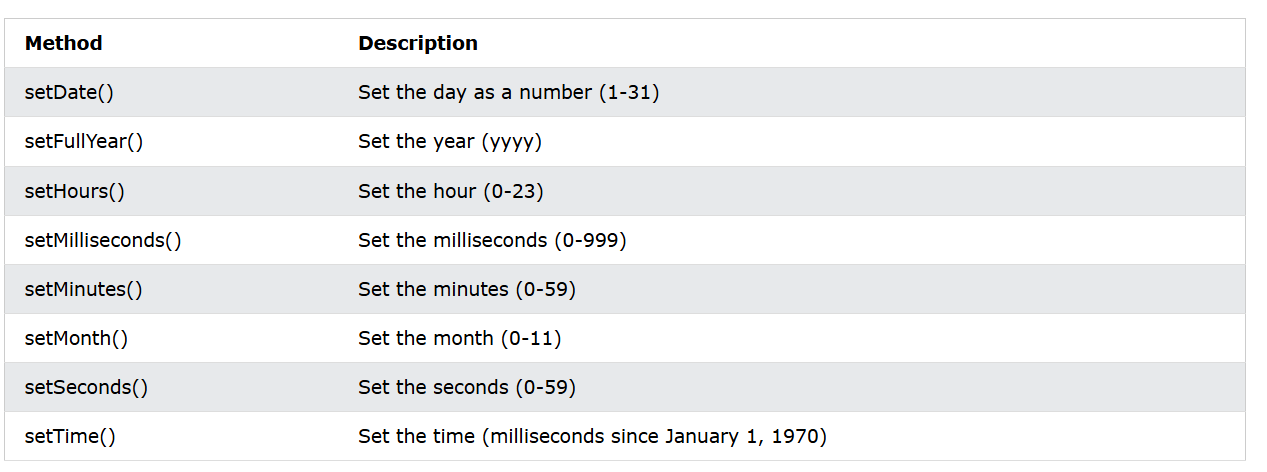 Method Description
setDate() Set the day as a number (1-31)
setFullYear() Set the year (yyyy)
setHours() Set the hour (0-23)
setMilliseconds() Set the milliseconds (0-999)
setMinutes() Set the minutes (0-59)
setMonth() Set the month (0-11)
setSeconds() Set the seconds (0-59)
setTime() Set the time (milliseconds since January 1, 1970)